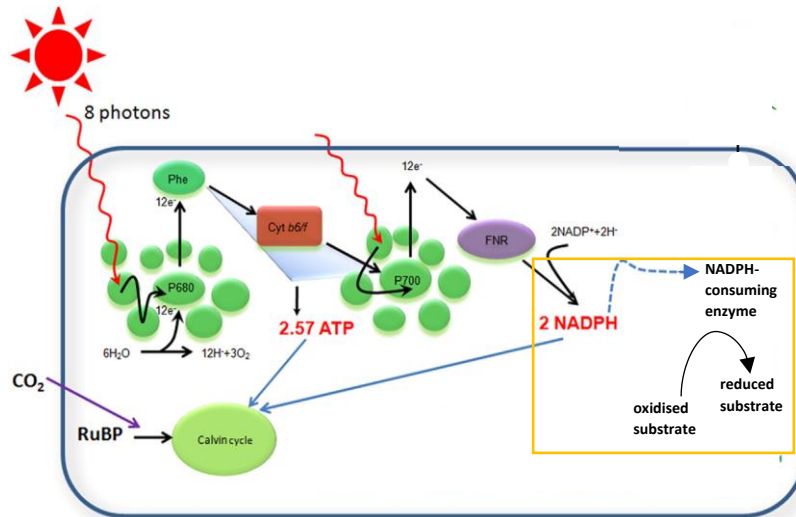 8 photons
Phe
12e-
Cyt b6/f
12e-
FNR
2NADP++2H-
P680
12e-
P700
NADPH-
consuming
enzyme
2.57 ATP
2 NADPH
6H2O
12H++3O2
CO2
RuBP
Calvin cycle
oxidised
substrate
reduced
substrate